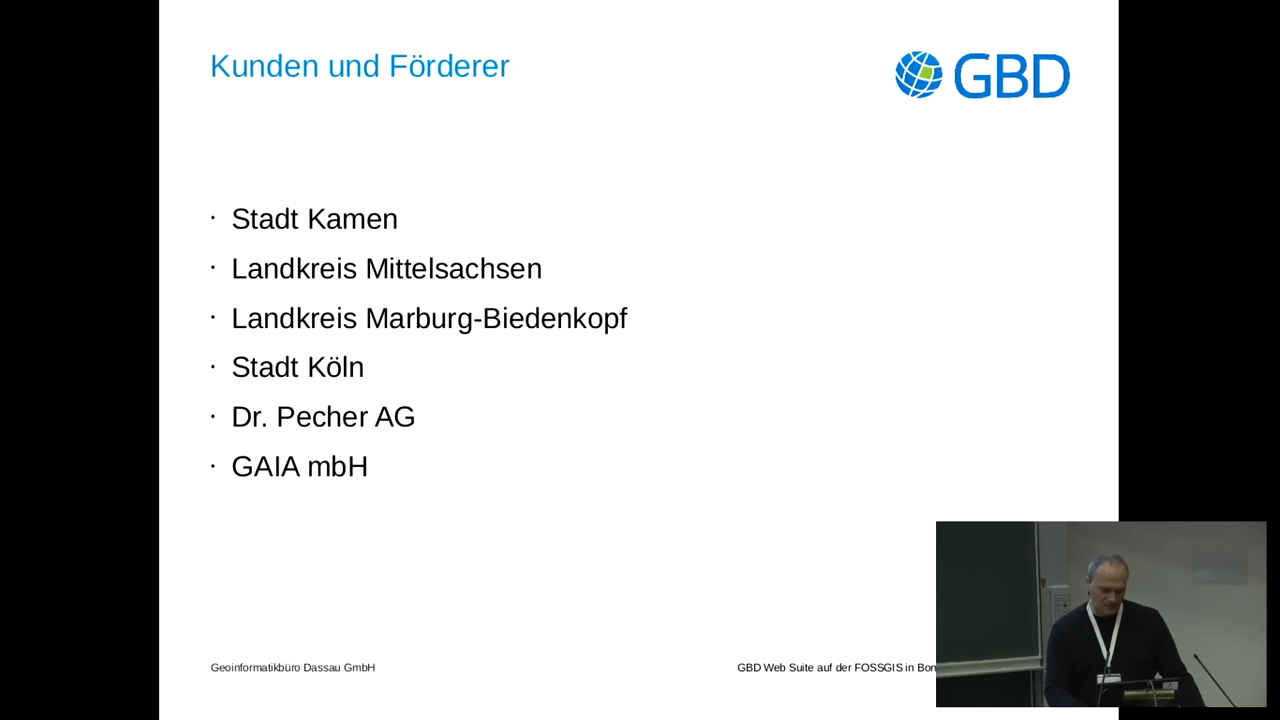 Kunden und Förderer
GBD
· Stadt Kamen
· Landkreis Mittelsachsen
· Landkreis Marburg-Biedenkopf
· Stadt Köln
· Dr. Pecher AG
· GAIA mbH
Geoinformatikbüro Dassau GmbH
GBD Web Suite auf der FOSSGIS in Bon